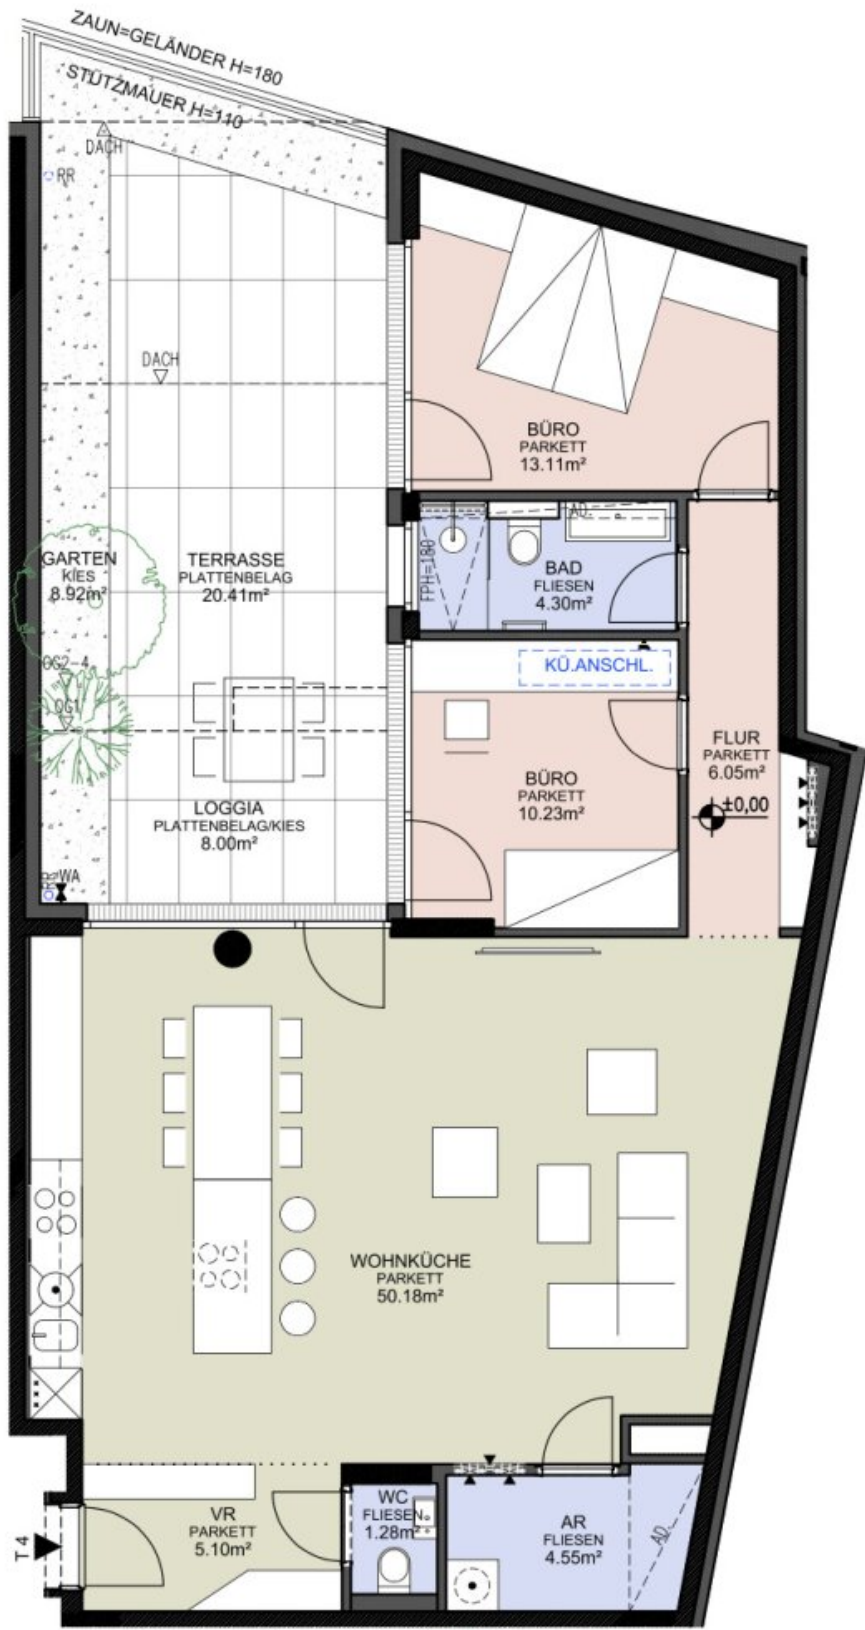 ZAUN=GELÄNDER H=180
STÜTZMAUER H=110
DACH
RR
DACH
BÜRO
PARKETT
13.11m²
AD.
FPH=180
BAD
FLIESEN
4.30m²
GARTEN
KIES
8.92m²
TERRASSE
PLATTENBELAG
20.41m²
KÜ.ANSCHL.
OG2-4
OG1
FLUR
PARKETT
6.05m²
±0,00
BÜRO
PARKETT
10.23m²
LOGGIA
PLATTENBELAG/KIES
8.00m²
WA
WOHNKÜCHE
PARKETT
50.18m²
VR
PARKETT
5.10m²
WC
FLIESEN
1.28m²
AR
FLIESEN
4.55m²
AD.
T 4